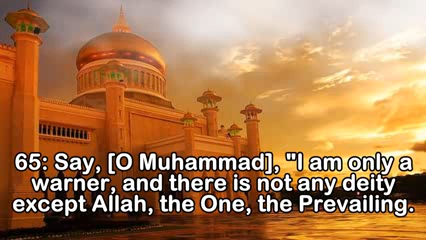 65: Say, [O Muhammad], "I am only a
warner, and there is not any deity
except Allah, the One, the Prevailing.